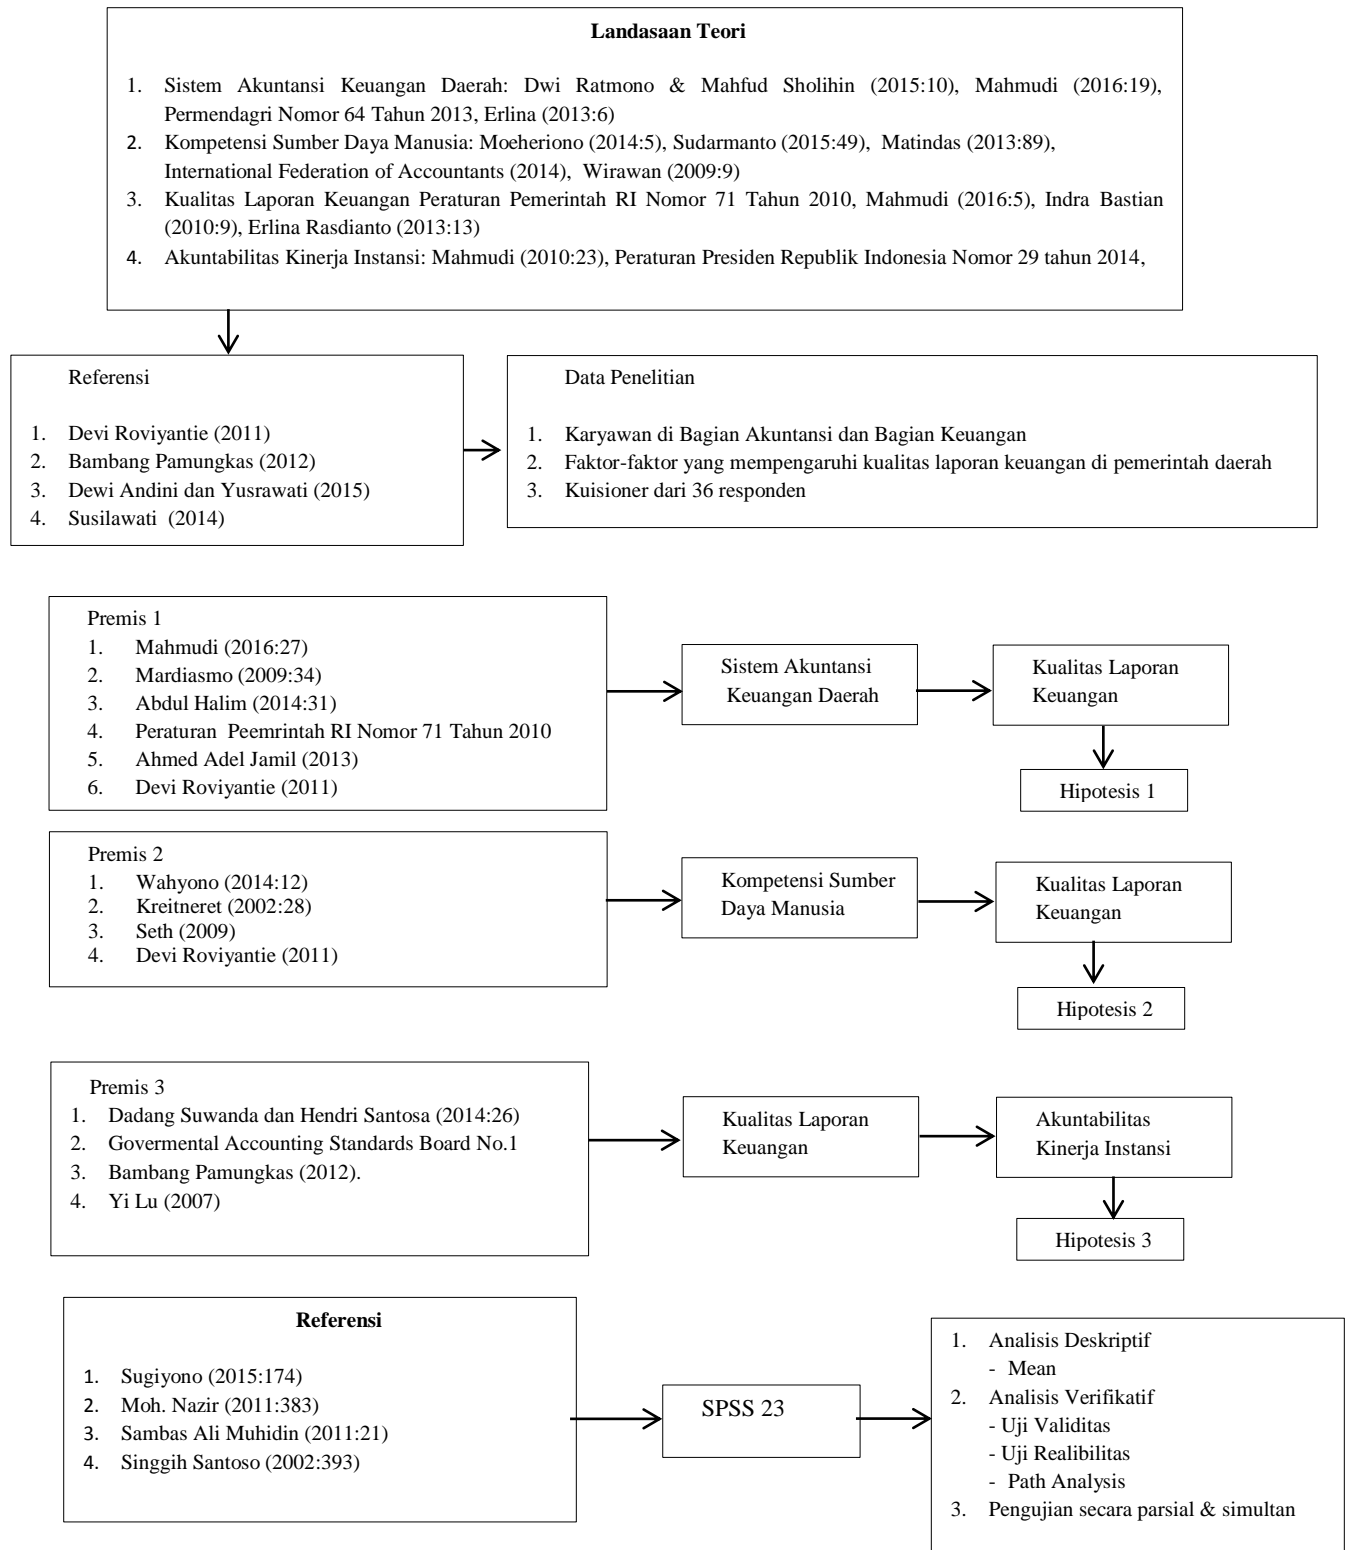 Landasaan Teori
1. Sistem Akuntansi Keuangan Daerah: Dwi Ratmono & Mahfud Sholihin (2015:10), Mahmudi (2016:19),
Permendagri Nomor 64 Tahun 2013, Erlina (2013:6)
2. Kompetensi Sumber Daya Manusia: Moeheriono (2014:5), Sudarmanto (2015:49), Matindas (2013:89),
International Federation of Accountants (2014), Wirawan (2009:9)
3. Kualitas Laporan Keuangan Peraturan Pemerintah RI Nomor 71 Tahun 2010, Mahmudi (2016:5), Indra Bastian
(2010:9), Erlina Rasdianto (2013:13)
4. Akuntabilitas Kinerja Instansi: Mahmudi (2010:23), Peraturan Presiden Republik Indonesia Nomor 29 tahun 2014,
Referensi
1. Devi Roviyantie (2011)
2. Bambang Pamungkas (2012)
3. Dewi Andini dan Yusrawati (2015)
4. Susilawati (2014)
Data Penelitian
1. Karyawan di Bagian Akuntansi dan Bagian Keuangan
2. Faktor-faktor yang mempengaruhi kualitas laporan keuangan di pemerintah daerah
3. Kuisioner dari 36 responden
Premis 1
1. Mahmudi (2016:27)
2. Mardiasmo (2009:34)
3. Abdul Halim (2014:31)
4. Peraturan Peemrintah RI Nomor 71 Tahun 2010
5. Ahmed Adel Jamil (2013)
6. Devi Roviyantie (2011)
Sistem Akuntansi
Keuangan Daerah
Kualitas Laporan
Keuangan
Hipotesis 1
Premis 2
1. Wahyono (2014:12)
2. Kreitneret (2002:28)
3. Seth (2009)
4. Devi Roviyantie (2011)
Kompetensi Sumber
Daya Manusia
Kualitas Laporan
Keuangan
Hipotesis 2
Premis 3
1. Dadang Suwanda dan Hendri Santosa (2014:26)
2. Govermental Accounting Standards Board No.1
3. Bambang Pamungkas (2012).
4. Yi Lu (2007)
Kualitas Laporan
Keuangan
Akuntabilitas
Kinerja Instansi
Hipotesis 3
Referensi
1. Sugiyono (2015:174)
2. Moh. Nazir (2011:383)
3. Sambas Ali Muhidin (2011:21)
4. Singgih Santoso (2002:393)
SPSS 23
1. Analisis Deskriptif
- Mean
2. Analisis Verifikatif
- Uji Validitas
- Uji Realibilitas
- Path Analysis
3. Pengujian secara parsial & simultan